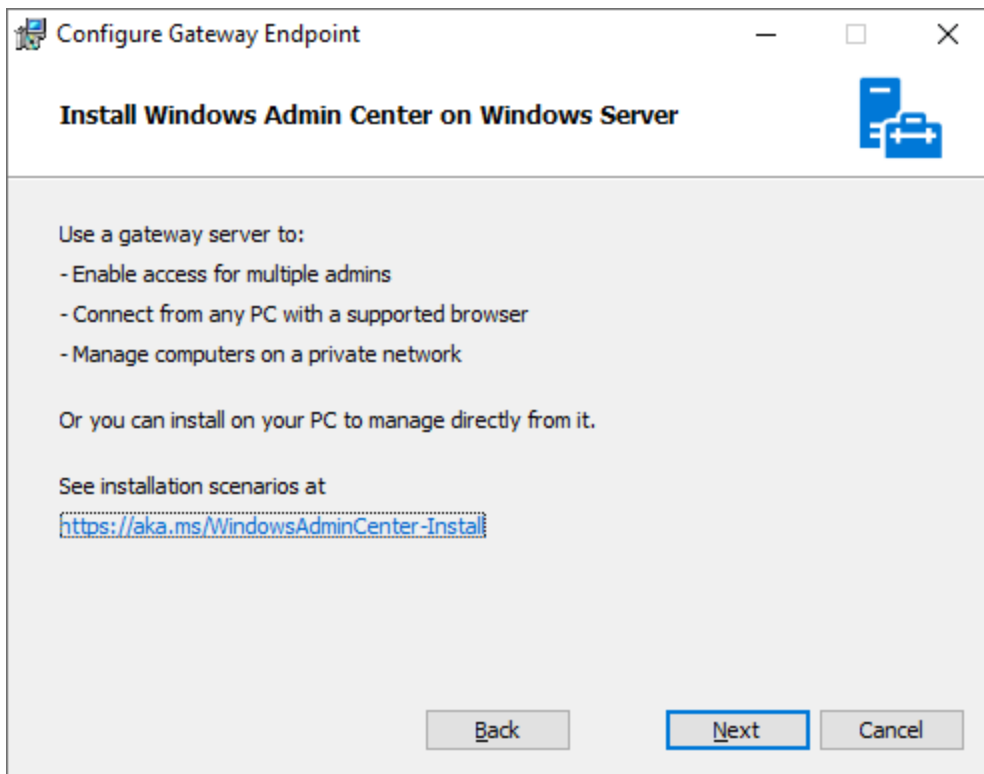 Configure Gateway Endpoint
Install Windows Admin Center on Windows Server
Use a gateway server to:
- Enable access for multiple admins
- Connect from any PC with a supported browser
- Manage computers on a private network
Or you can install on your PC to manage directly from it.
See installation scenarios at
https://aka.ms/WindowsAdminCenter-Install
Back Next Cancel